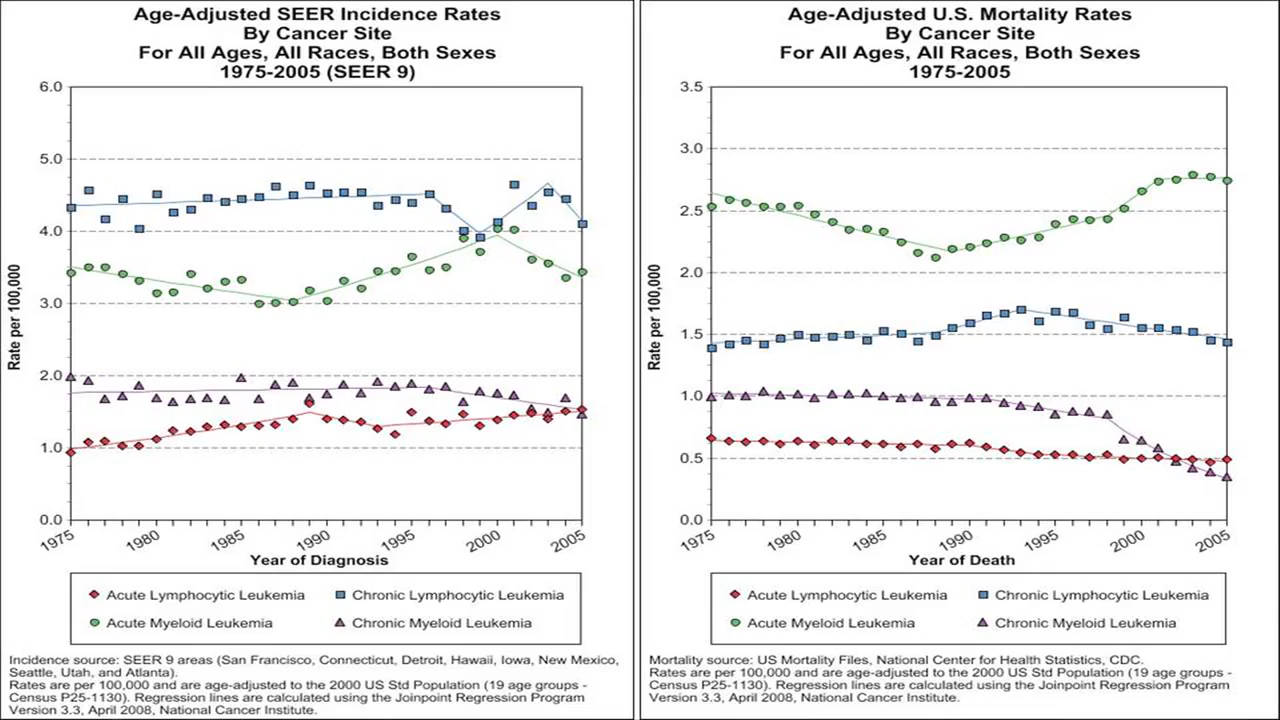 Age-Adjusted SEER Incidence Rates
By Cancer Site
For All Ages, All Races, Both Sexes
1975-2005 (SEER 9)
6.0
5.0
4.0
3.0
2.0
1.0
0.0
Rate per 100,000
1975
1980
1985
1990
1995
2000
2005
Year of Diagnosis
Acute Lymphocytic Leukemia
Chronic Lymphocytic Leukemia
Acute Myeloid Leukemia
Chronic Myeloid Leukemia
Incidence source: SEER 9 areas (San Francisco, Connecticut, Detroit, Hawaii, Iowa, New Mexico,
Seattle, Utah, and Atlanta).
Rates are per 100,000 and are age-adjusted to the 2000 US Std Population (19 age groups -
Census P25-1130). Regression lines are calculated using the Joinpoint Regression Program
Version 3.3, April 2008, National Cancer Institute.
Age-Adjusted U.S. Mortality Rates
By Cancer Site
For All Ages, All Races, Both Sexes
1975-2005
3.5
3.0
2.5
2.0
1.5
1.0
0.5
0.0
Rate per 100,000
1975
1980
1985
1990
1995
2000
2005
Year of Death
Acute Lymphocytic Leukemia
Chronic Lymphocytic Leukemia
Acute Myeloid Leukemia
Chronic Myeloid Leukemia
Mortality source: US Mortality Files, National Center for Health Statistics, CDC.
Rates are per 100,000 and are age-adjusted to the 2000 US Std Population (19 age groups -
Census P25-1130). Regression lines are calculated using the Joinpoint Regression Program
Version 3.3, April 2008, National Cancer Institute.